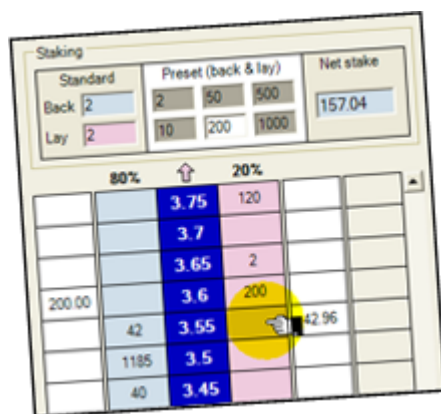 Staking
Standard Preset (back & lay) Net stake
Back 2 2 50 500 157.04
Lay 2 10 200 1000
80% 20%
3.75 120
3.7
3.65 2
200.00 3.6 200
42 3.55 42.96
1185 3.5
40 3.45